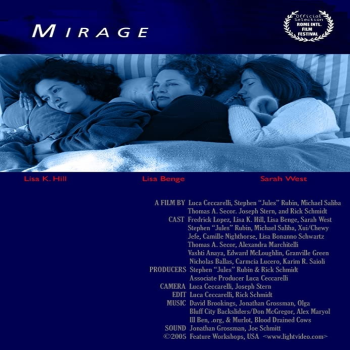 MIRAGE
Official
Selection
ROME INTL.
FILM
FESTIVAL
Lisa K. Hill
Lisa Benge
Sarah West
A FILM BY Luca Ceccarelli, Stephen "Jules" Rubin, Michael Saliba
Thomas A. Secor, Joseph Stern, and Rick Schmidt
CAST Fredrick Lopez, Lisa K. Hill, Lisa Benge, Sarah West
Stephen "Jules" Rubin, Michael Saliba, Xui/Chewy
Jefe, Camille Nighthorse, Lisa Bonanno Schwartz
Thomas A. Secor, Alexandra Marchitelli
Vashti Anaya, Edward McLoughlin, Granville Green
Nicholas Ballas, Carmela Lucero, Karim R. Saioli
PRODUCERS Stephen "Jules" Rubin & Rick Schmidt
Associate Producer Luca Ceccarelli
CAMERA Luca Ceccarelli, Joseph Stern
EDIT Luca Ceccarelli, Rick Schmidt
MUSIC David Brookings, Jonathan Grossman, Olga
Bluff City Backsliders/Don McGregor, Alex Maryol
Ill Ben, .org, & Murlot, Blood Drained Cows
SOUND Jonathan Grossman, Joe Schmitt
©2005 Feature Workshops, USA <www.lightvideo.com>